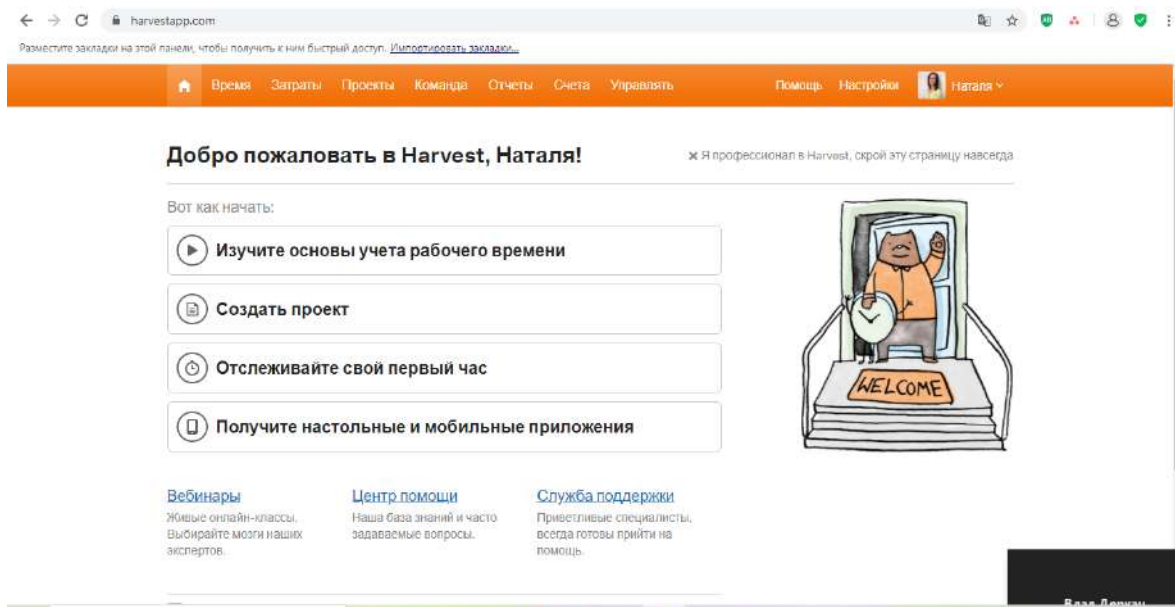 harvestapp.com
Разместите закладки на этой панели, чтобы получить к ним быстрый доступ. Импортировать закладки...
Время Затраты Проекты Команда Отчеты Счета Управлять Помощь Настройки Наталя
Добро пожаловать в Harvest, Наталя!
Я профессионал в Harvest, скрой эту страницу навсегда
Вот как начать:
Изучите основы учета рабочего времени
Создать проект
Отслеживайте свой первый час
Получите настольные и мобильные приложения
WELCOME
Вебинары
Живые онлайн-классы.
Выбирайте мозги наших
экспертов.
Центр помощи
Наша база знаний и часто
задаваемые вопросы.
Служба поддержки
Приветливые специалисты,
всегда готовы прийти на
помощь.